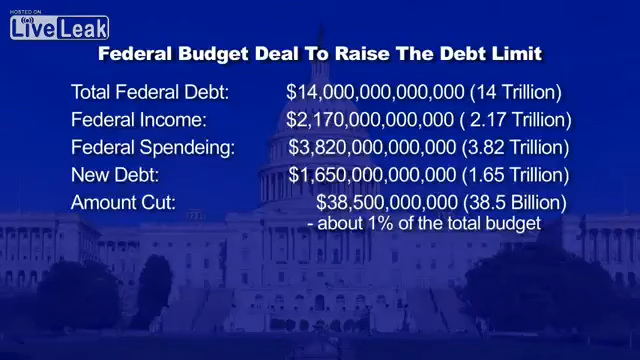 HOSTED ON
LiveLeak
Federal Budget Deal To Raise The Debt Limit
Total Federal Debt: $14,000,000,000,000 (14 Trillion)
Federal Income: $2,170,000,000,000 ( 2.17 Trillion)
Federal Spendeing: $3,820,000,000,000 (3.82 Trillion)
New Debt: $1,650,000,000,000 (1.65 Trillion)
Amount Cut: $38,500,000,000 (38.5 Billion)
- about 1% of the total budget